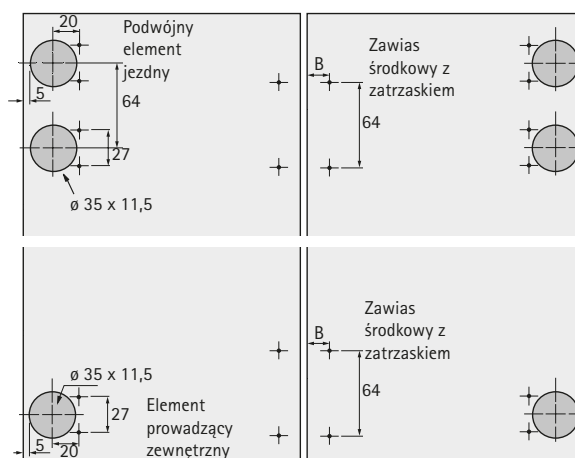 20
Podwójny
element
jezdny
5
64
27
ø 35 x 11,5
Zawias
środkowy z
zatrzaskiem
B
64
ø 35 x 11,5
27
5
20
Element
prowadzący
zewnętrzny
Zawias
środkowy z
zatrzaskiem
B
64